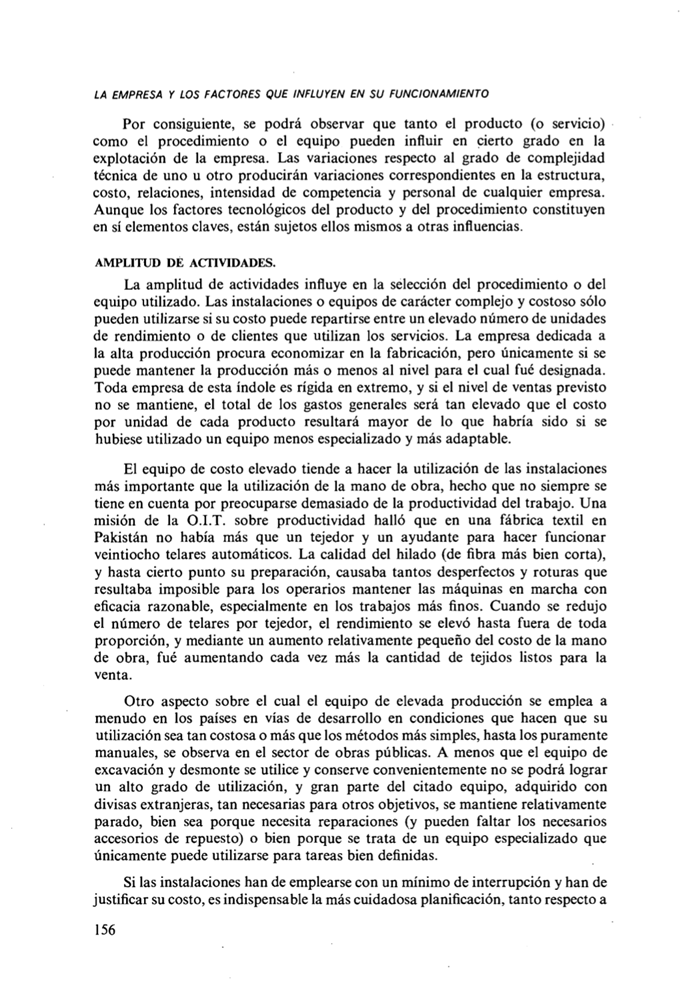 LA EMPRESA Y LOS FACTORES QUE INFLUYEN EN SU FUNCIONAMIENTO
Por consiguiente, se podrá observar que tanto el producto (o servicio)
como el procedimiento o el equipo pueden influir en cierto grado en la
explotación de la empresa. Las variaciones respecto al grado de complejidad
técnica de uno u otro producirán variaciones correspondientes en la estructura,
costo, relaciones, intensidad de competencia y personal de cualquier empresa.
Aunque los factores tecnológicos del producto y del procedimiento constituyen
en sí elementos claves, están sujetos ellos mismos a otras influencias.
AMPLITUD DE ACTIVIDADES.
La amplitud de actividades influye en la selección del procedimiento o del
equipo utilizado. Las instalaciones o equipos de carácter complejo y costoso sólo
pueden utilizarse si su costo puede repartirse entre un elevado número de unidades
de rendimiento o de clientes que utilizan los servicios. La empresa dedicada a
la alta producción procura economizar en la fabricación, pero únicamente si se
puede mantener la producción más o menos al nivel para el cual fué designada.
Toda empresa de esta índole es rígida en extremo, y si el nivel de ventas previsto
no se mantiene, el total de los gastos generales será tan elevado que el costo
por unidad de cada producto resultará mayor de lo que habría sido si se
hubiese utilizado un equipo menos especializado y más adaptable.
El equipo de costo elevado tiende a hacer la utilización de las instalaciones
más importante que la utilización de la mano de obra, hecho que no siempre se
tiene en cuenta por preocuparse demasiado de la productividad del trabajo. Una
misión de la O.I.T. sobre productividad halló que en una fábrica textil en
Pakistán no había más que un tejedor y un ayudante para hacer funcionar
veintiocho telares automáticos. La calidad del hilado (de fibra más bien corta),
y hasta cierto punto su preparación, causaba tantos desperfectos y roturas que
resultaba imposible para los operarios mantener las máquinas en marcha con
eficacia razonable, especialmente en los trabajos más finos. Cuando se redujo
el número de telares por tejedor, el rendimiento se elevó hasta fuera de toda
proporción, y mediante un aumento relativamente pequeño del costo de la mano
de obra, fué aumentando cada vez más la cantidad de tejidos listos para la
venta.
Otro aspecto sobre el cual el equipo de elevada producción se emplea a
menudo en los países en vías de desarrollo en condiciones que hacen que su
utilización sea tan costosa o más que los métodos más simples, hasta los puramente
manuales, se observa en el sector de obras públicas. A menos que el equipo de
excavación y desmonte se utilice y conserve convenientemente no se podrá lograr
un alto grado de utilización, y gran parte del citado equipo, adquirido con
divisas extranjeras, tan necesarias para otros objetivos, se mantiene relativamente
parado, bien sea porque necesita reparaciones (y pueden faltar los necesarios
accesorios de repuesto) o bien porque se trata de un equipo especializado que
únicamente puede utilizarse para tareas bien definidas.
Si las instalaciones han de emplearse con un mínimo de interrupción y han de
justificar su costo, es indispensable la más cuidadosa planificación, tanto respecto a
156